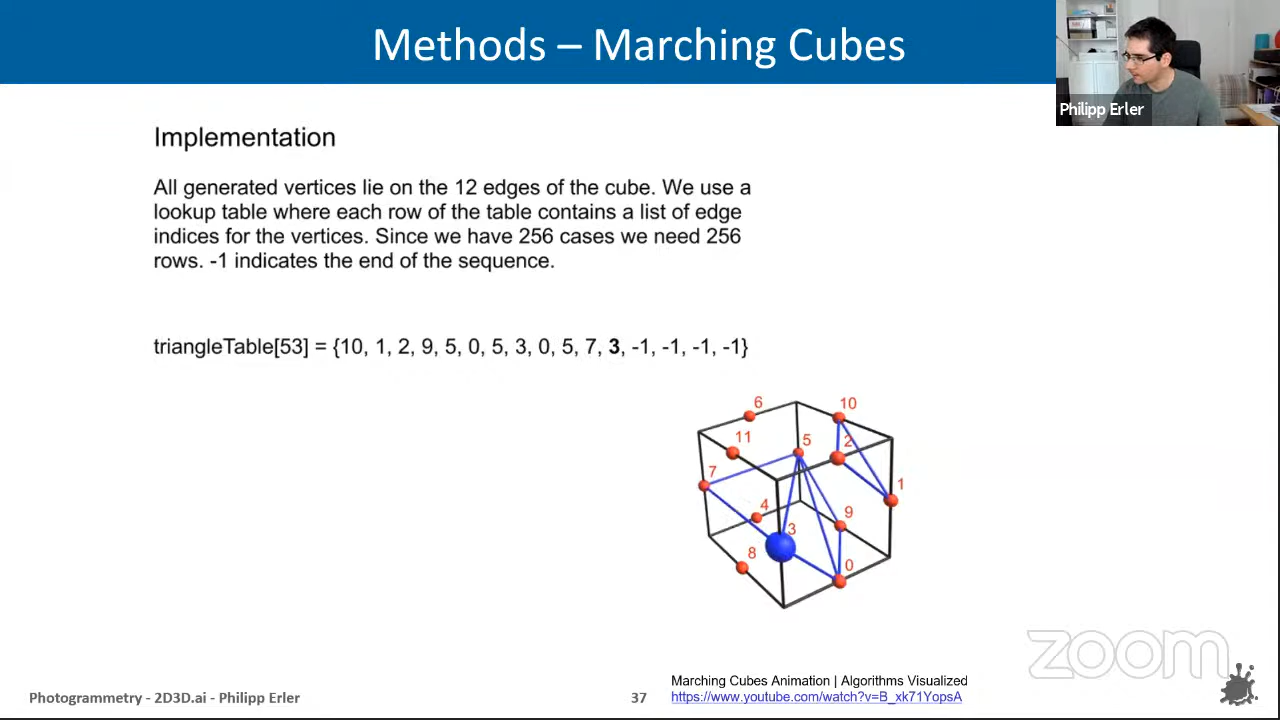 Methods – Marching Cubes
Philipp Erler
Implementation
All generated vertices lie on the 12 edges of the cube. We use a
lookup table where each row of the table contains a list of edge
indices for the vertices. Since we have 256 cases we need 256
rows. -1 indicates the end of the sequence.
triangleTable[53] = {10, 1, 2, 9, 5, 0, 5, 3, 0, 5, 7, 3, -1, -1, -1, -1}
6
10
11
5
2
7
1
4
9
3
8
0
zoom
Marching Cubes Animation | Algorithms Visualized
Photogrammetry - 2D3D.ai - Philipp Erler
37
https://www.youtube.com/watch?v=B_xk71YopsA